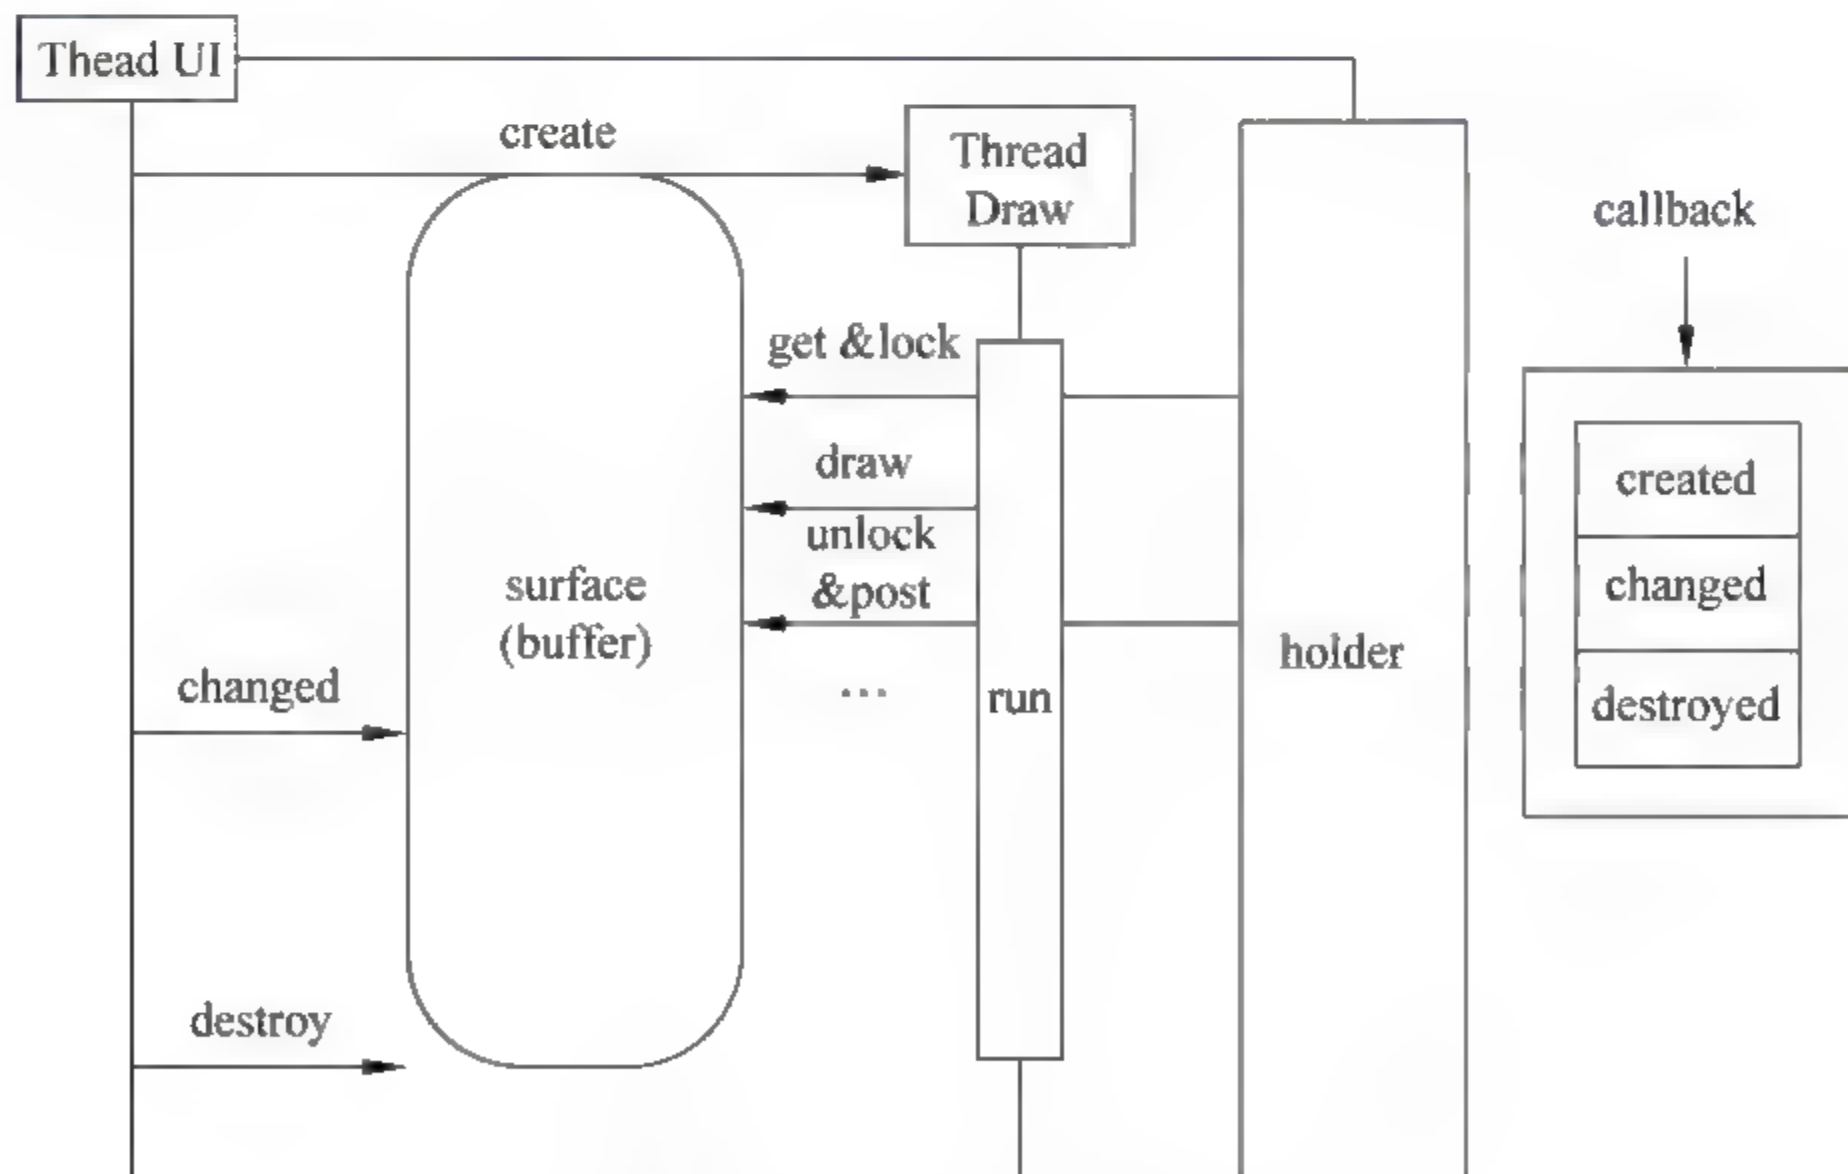 Thead UI
create
Thread
Draw
callback
get &lock
draw
unlock
&post
...
surface
(buffer)
changed
destroy
run
holder
created
changed
destroyed